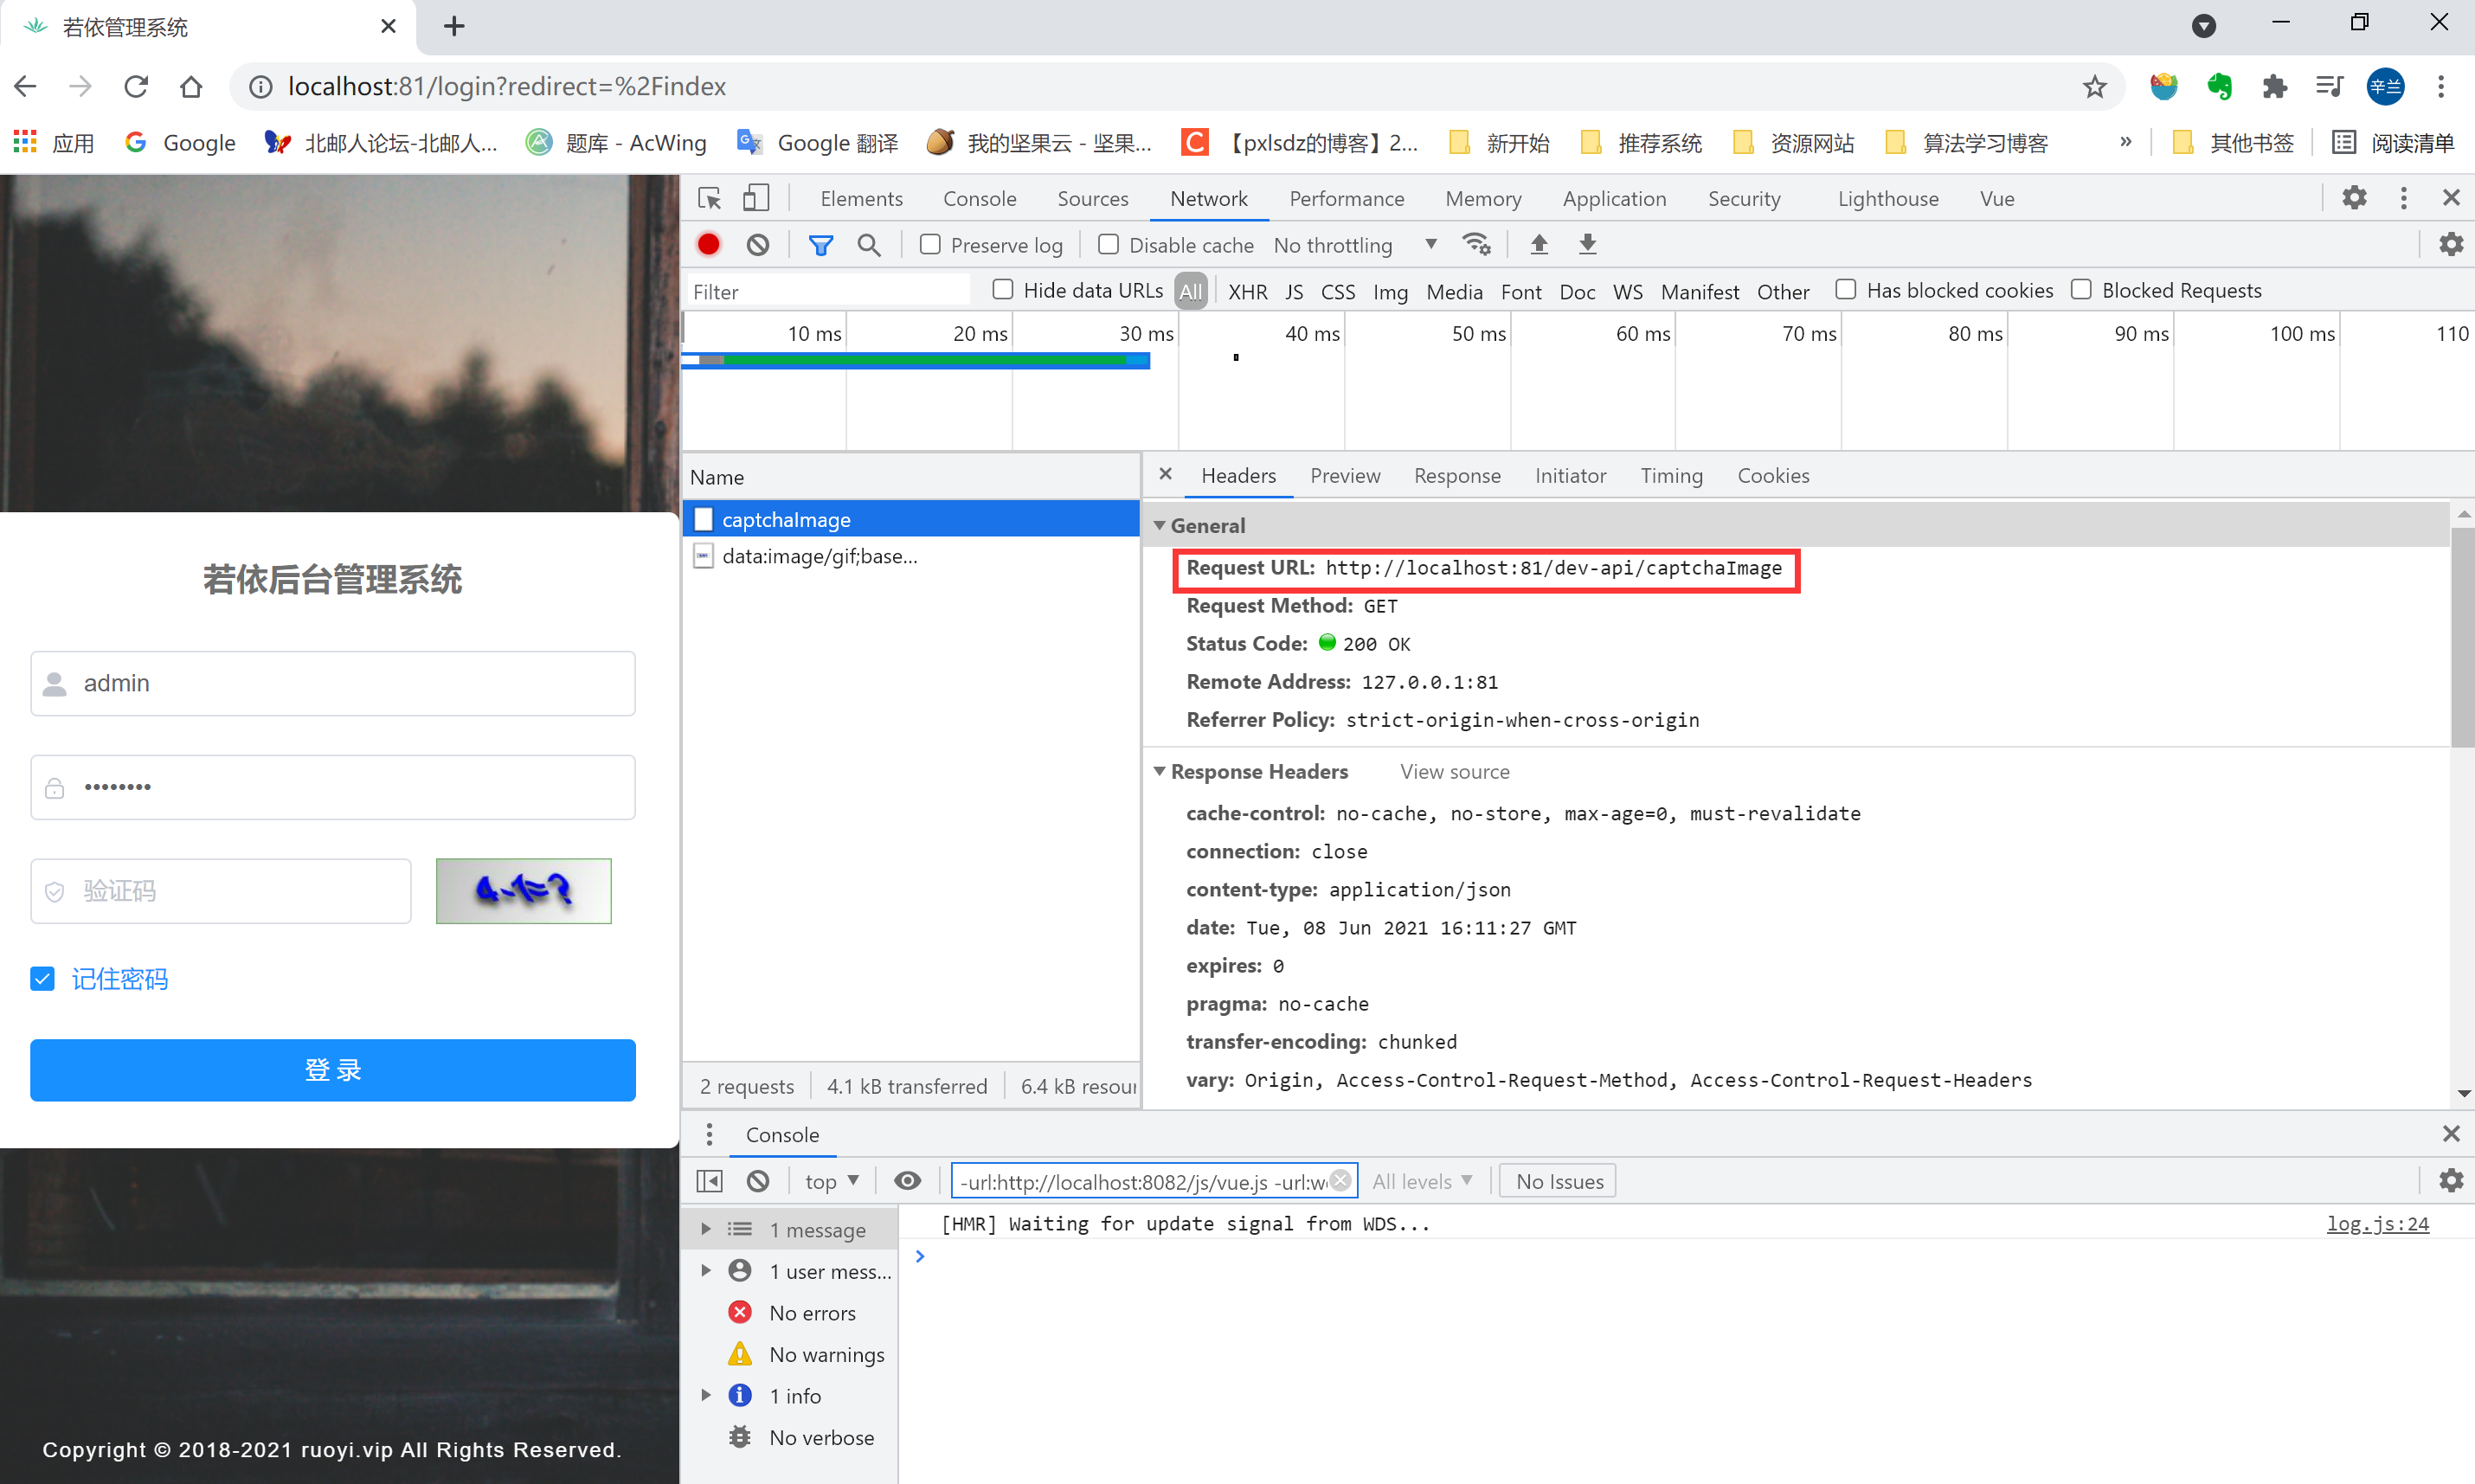 若依管理系统
localhost:81/login?redirect=%2Findex
辛兰
应用
Google
北邮人论坛-北邮人...
题库 - AcWing
Google 翻译
我的坚果云 - 坚果...
【pxlsdz的博客】2...
新开始
推荐系统
资源网站
算法学习博客
»
其他书签
阅读清单
若依后台管理系统
admin
••••••••
验证码
4-1=?
记住密码
登 录
Copyright © 2018-2021 ruoyi.vip All Rights Reserved.
Elements Console Sources Network Performance Memory Application Security Lighthouse Vue
Preserve log Disable cache No throttling
Filter Hide data URLs All XHR JS CSS Img Media Font Doc WS Manifest Other Has blocked cookies Blocked Requests
10 ms 20 ms 30 ms 40 ms 50 ms 60 ms 70 ms 80 ms 90 ms 100 ms 110
Name
captchaImage
data:image/gif;base...
2 requests 4.1 kB transferred 6.4 kB resour
Headers Preview Response Initiator Timing Cookies
General
Request URL: http://localhost:81/dev-api/captchaImage
Request Method: GET
Status Code: 200 OK
Remote Address: 127.0.0.1:81
Referrer Policy: strict-origin-when-cross-origin
Response Headers View source
cache-control: no-cache, no-store, max-age=0, must-revalidate
connection: close
content-type: application/json
date: Tue, 08 Jun 2021 16:11:27 GMT
expires: 0
pragma: no-cache
transfer-encoding: chunked
vary: Origin, Access-Control-Request-Method, Access-Control-Request-Headers
Console
top -url:http://localhost:8082/js/vue.js -url:w All levels No Issues
1 message
1 user mess...
No errors
No warnings
1 info
No verbose
[HMR] Waiting for update signal from WDS... log.js:24